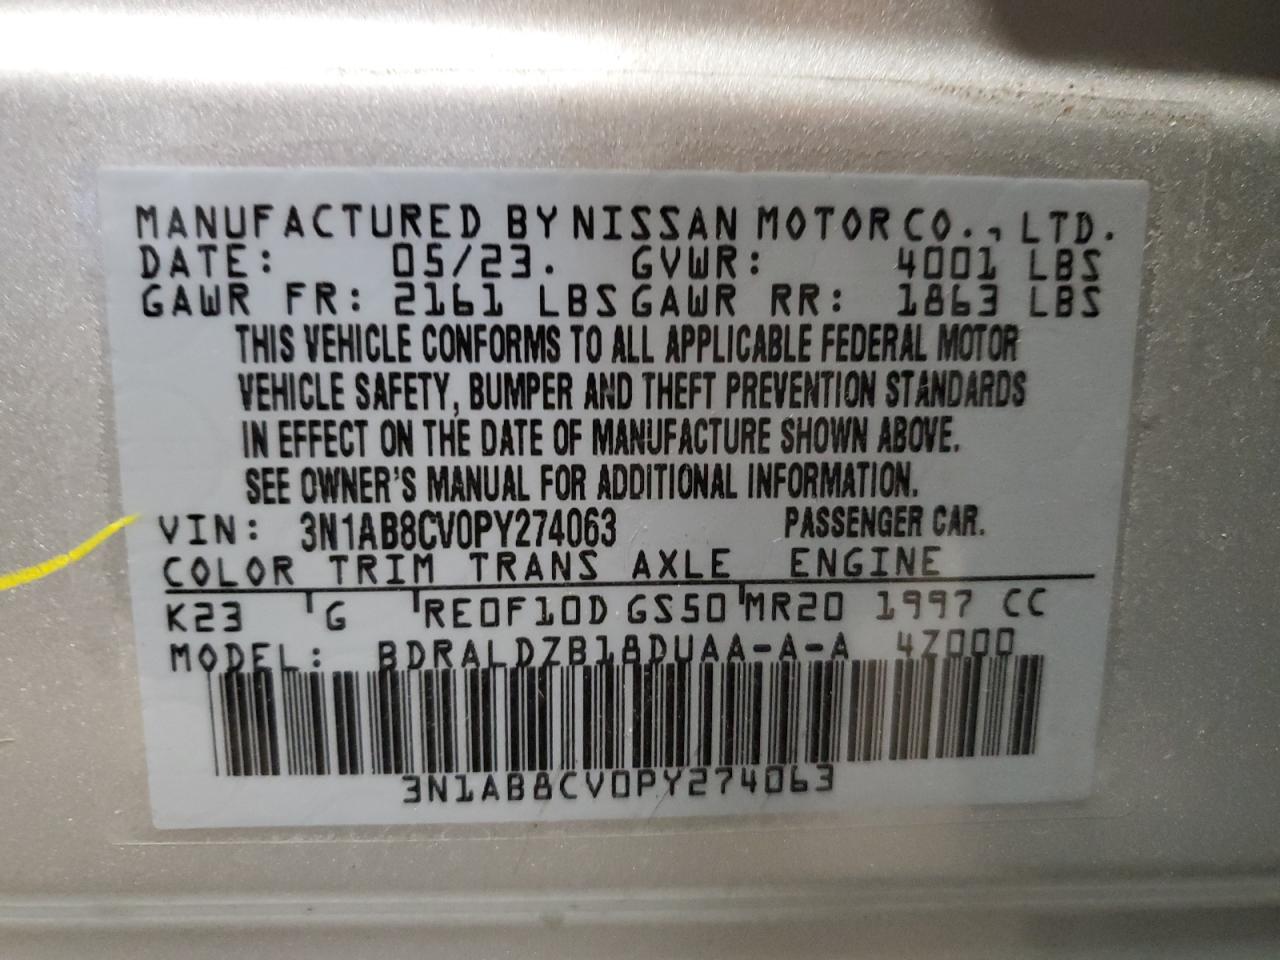 MANUFACTURED BY NISSAN MOTOR CO., LTD.
DATE: 05/23. GVWR: 4001 LBS
GAWR FR: 2161 LBS GAWR RR: 1863 LBS
THIS VEHICLE CONFORMS TO ALL APPLICABLE FEDERAL MOTOR
VEHICLE SAFETY, BUMPER AND THEFT PREVENTION STANDARDS
IN EFFECT ON THE DATE OF MANUFACTURE SHOWN ABOVE.
SEE OWNER'S MANUAL FOR ADDITIONAL INFORMATION.
VIN: 3N1AB8CV0PY274063 PASSENGER CAR.
COLOR TRIM TRANS AXLE ENGINE
K23 G RE0F10D GS50 MR20 1997 CC
MODEL: BDRALDZB18DUAA-A-A 4Z000
3N1AB8CV0PY274063